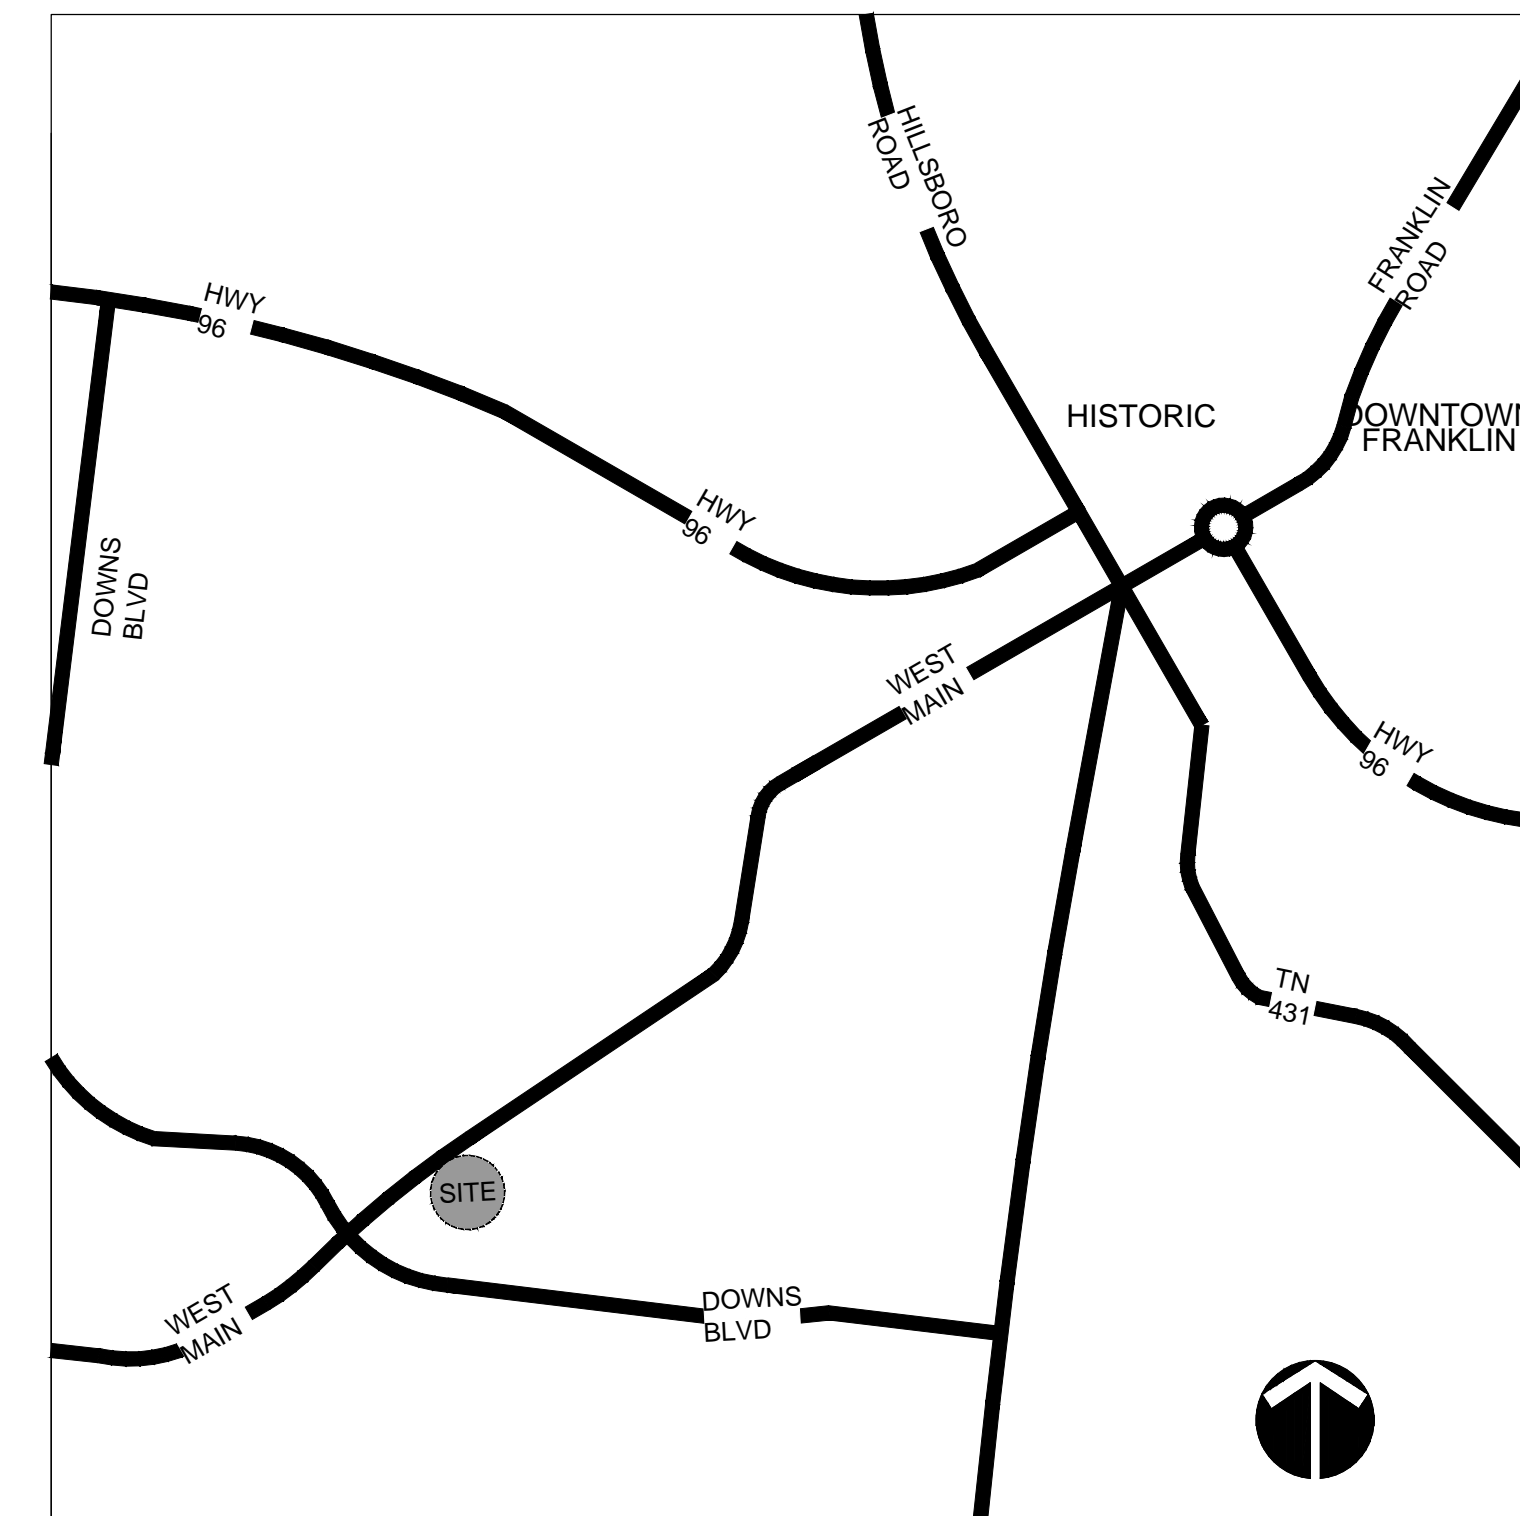 HILLSBORO
ROAD
FRANKLIN
ROAD
HWY
96
HISTORIC
DOWNTOWN
FRANKLIN
HWY
96
DOWNS
BLVD
WEST
MAIN
HWY
96
TN
431
SITE
WEST
MAIN
DOWNS
BLVD